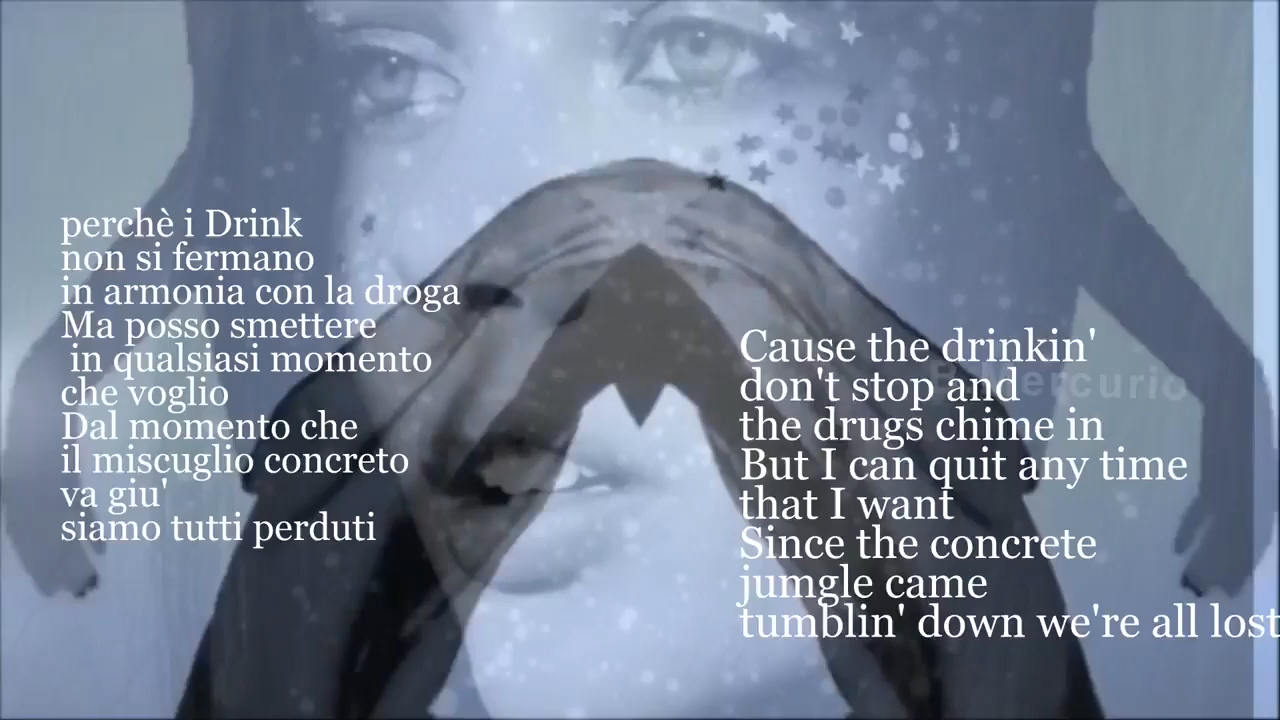 perchè i Drink
non si fermano
in armonia con la droga
Ma posso smettere
in qualsiasi momento
che voglio
Dal momento che
il miscuglio concreto
va giu'
siamo tutti perduti
Cause the drinkin'
don't stop and
the drugs chime in
But I can quit any time
that I want
Since the concrete
jumgle came
tumblin' down we're all lost
Mercurio